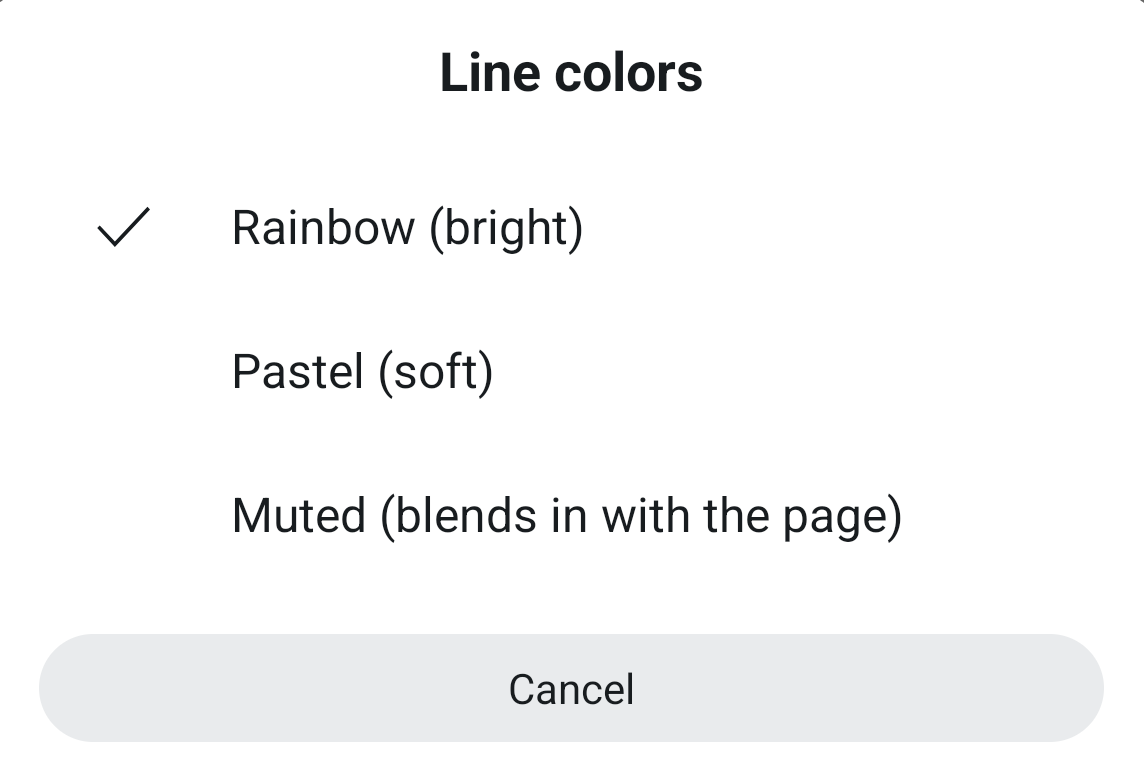 Line colors
Rainbow (bright)
Pastel (soft)
Muted (blends in with the page)
Cancel